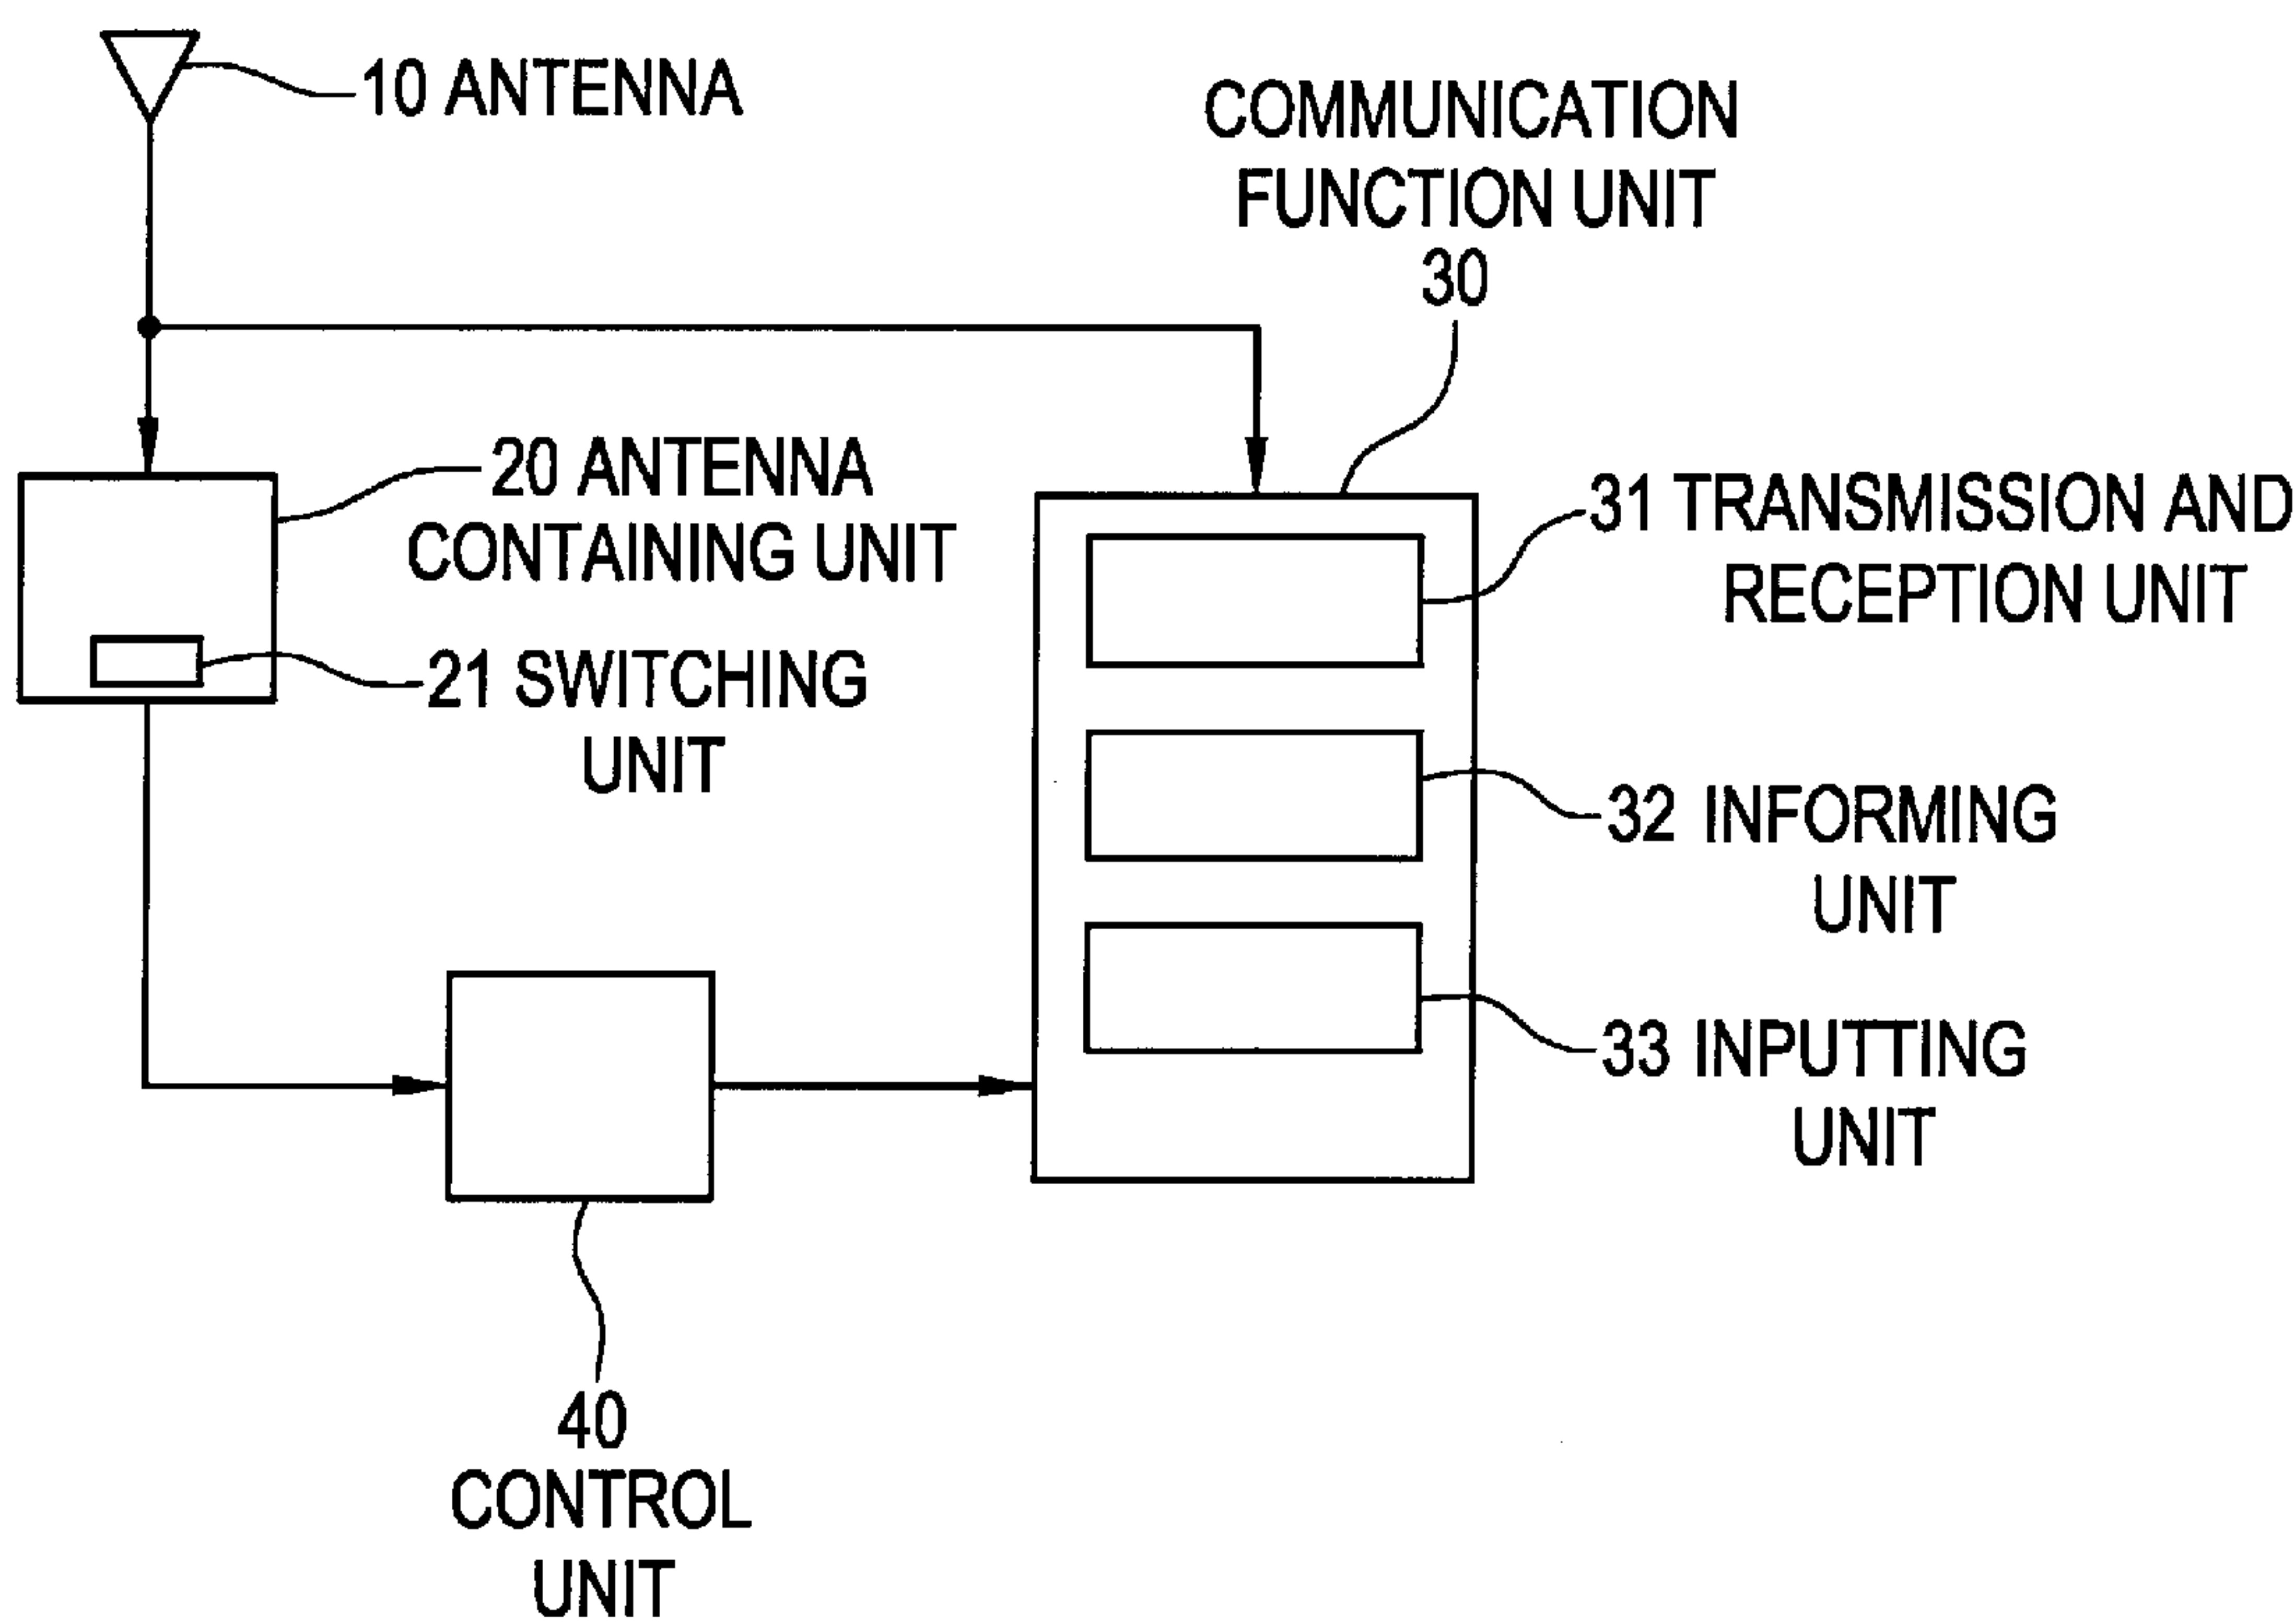 10 ANTENNA
COMMUNICATION
FUNCTION UNIT
30
20 ANTENNA
CONTAINING UNIT
21 SWITCHING
UNIT
31 TRANSMISSION AND
RECEPTION UNIT
32 INFORMING
UNIT
33 INPUTTING
UNIT
40
CONTROL
UNIT